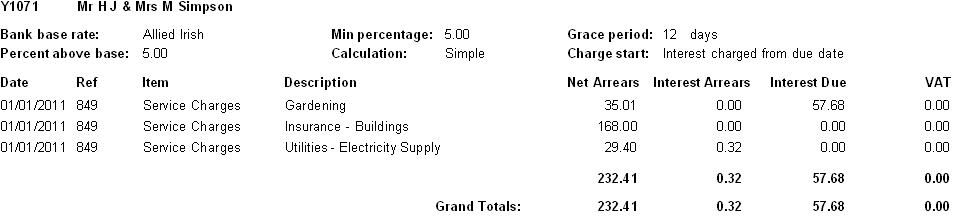 Y1071 Mr H J & Mrs M Simpson
Bank base rate: Allied Irish Min percentage: 5.00 Grace period: 12 days
Percent above base: 5.00 Calculation: Simple Charge start: Interest charged from due date
Date Ref Item Description Net Arrears Interest Arrears Interest Due VAT
01/01/2011 849 Service Charges Gardening 35.01 0.00 57.68 0.00
01/01/2011 849 Service Charges Insurance - Buildings 168.00 0.00 0.00 0.00
01/01/2011 849 Service Charges Utilities - Electricity Supply 29.40 0.32 0.00 0.00
232.41 0.32 57.68 0.00
Grand Totals: 232.41 0.32 57.68 0.00